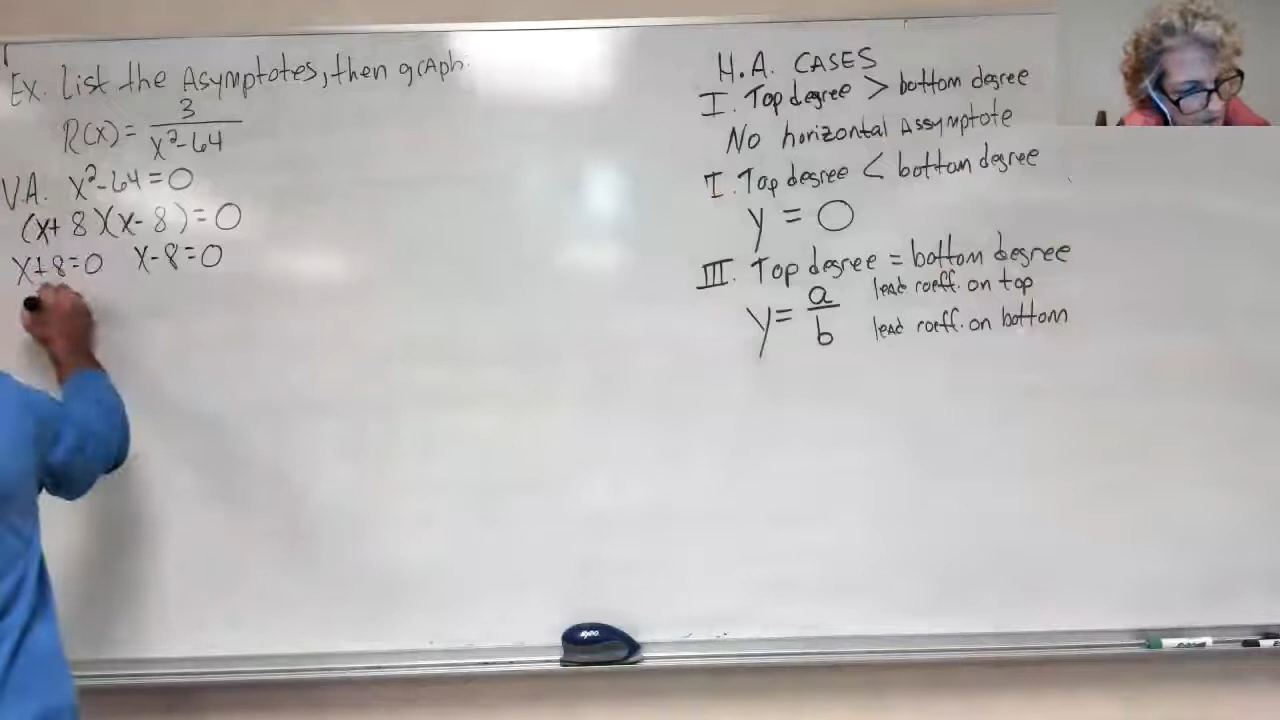 Ex. List the Asymptotes, then graph.
R(x) = 3 / x²-64
V.A. x²-64=0
(x+8)(x-8)=0
x+8=0 x-8=0
H.A. CASES
I. Top degree > bottom degree
No horizontal Assymptote
I. Top degree < bottom degree
y = 0
III. Top degree = bottom degree
y = a / b
lead coeff. on top
lead coeff. on bottom
EXPO